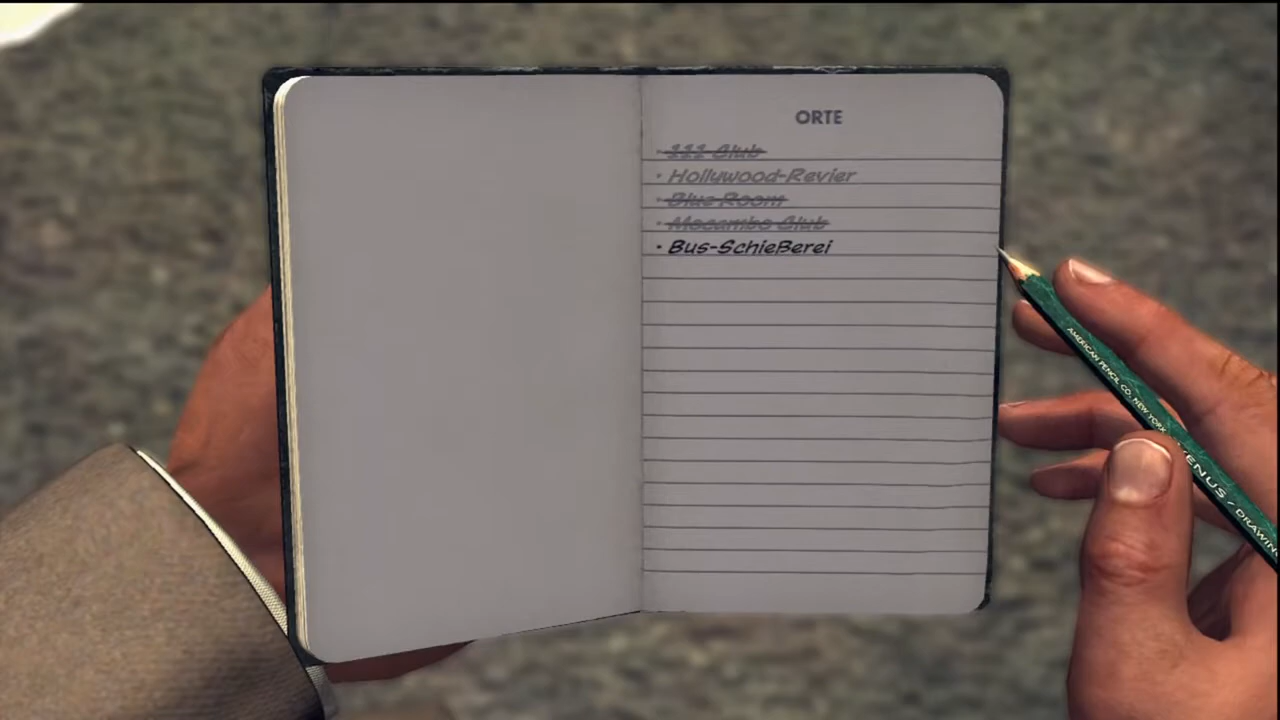 ORTE
· 111 Club
· Hollywood-Revier
· Blue Room
· Mocambo Club
· Bus-Schießerei
AMERICAN PENCIL CO. NEW YORK
VENUS / DRAWING